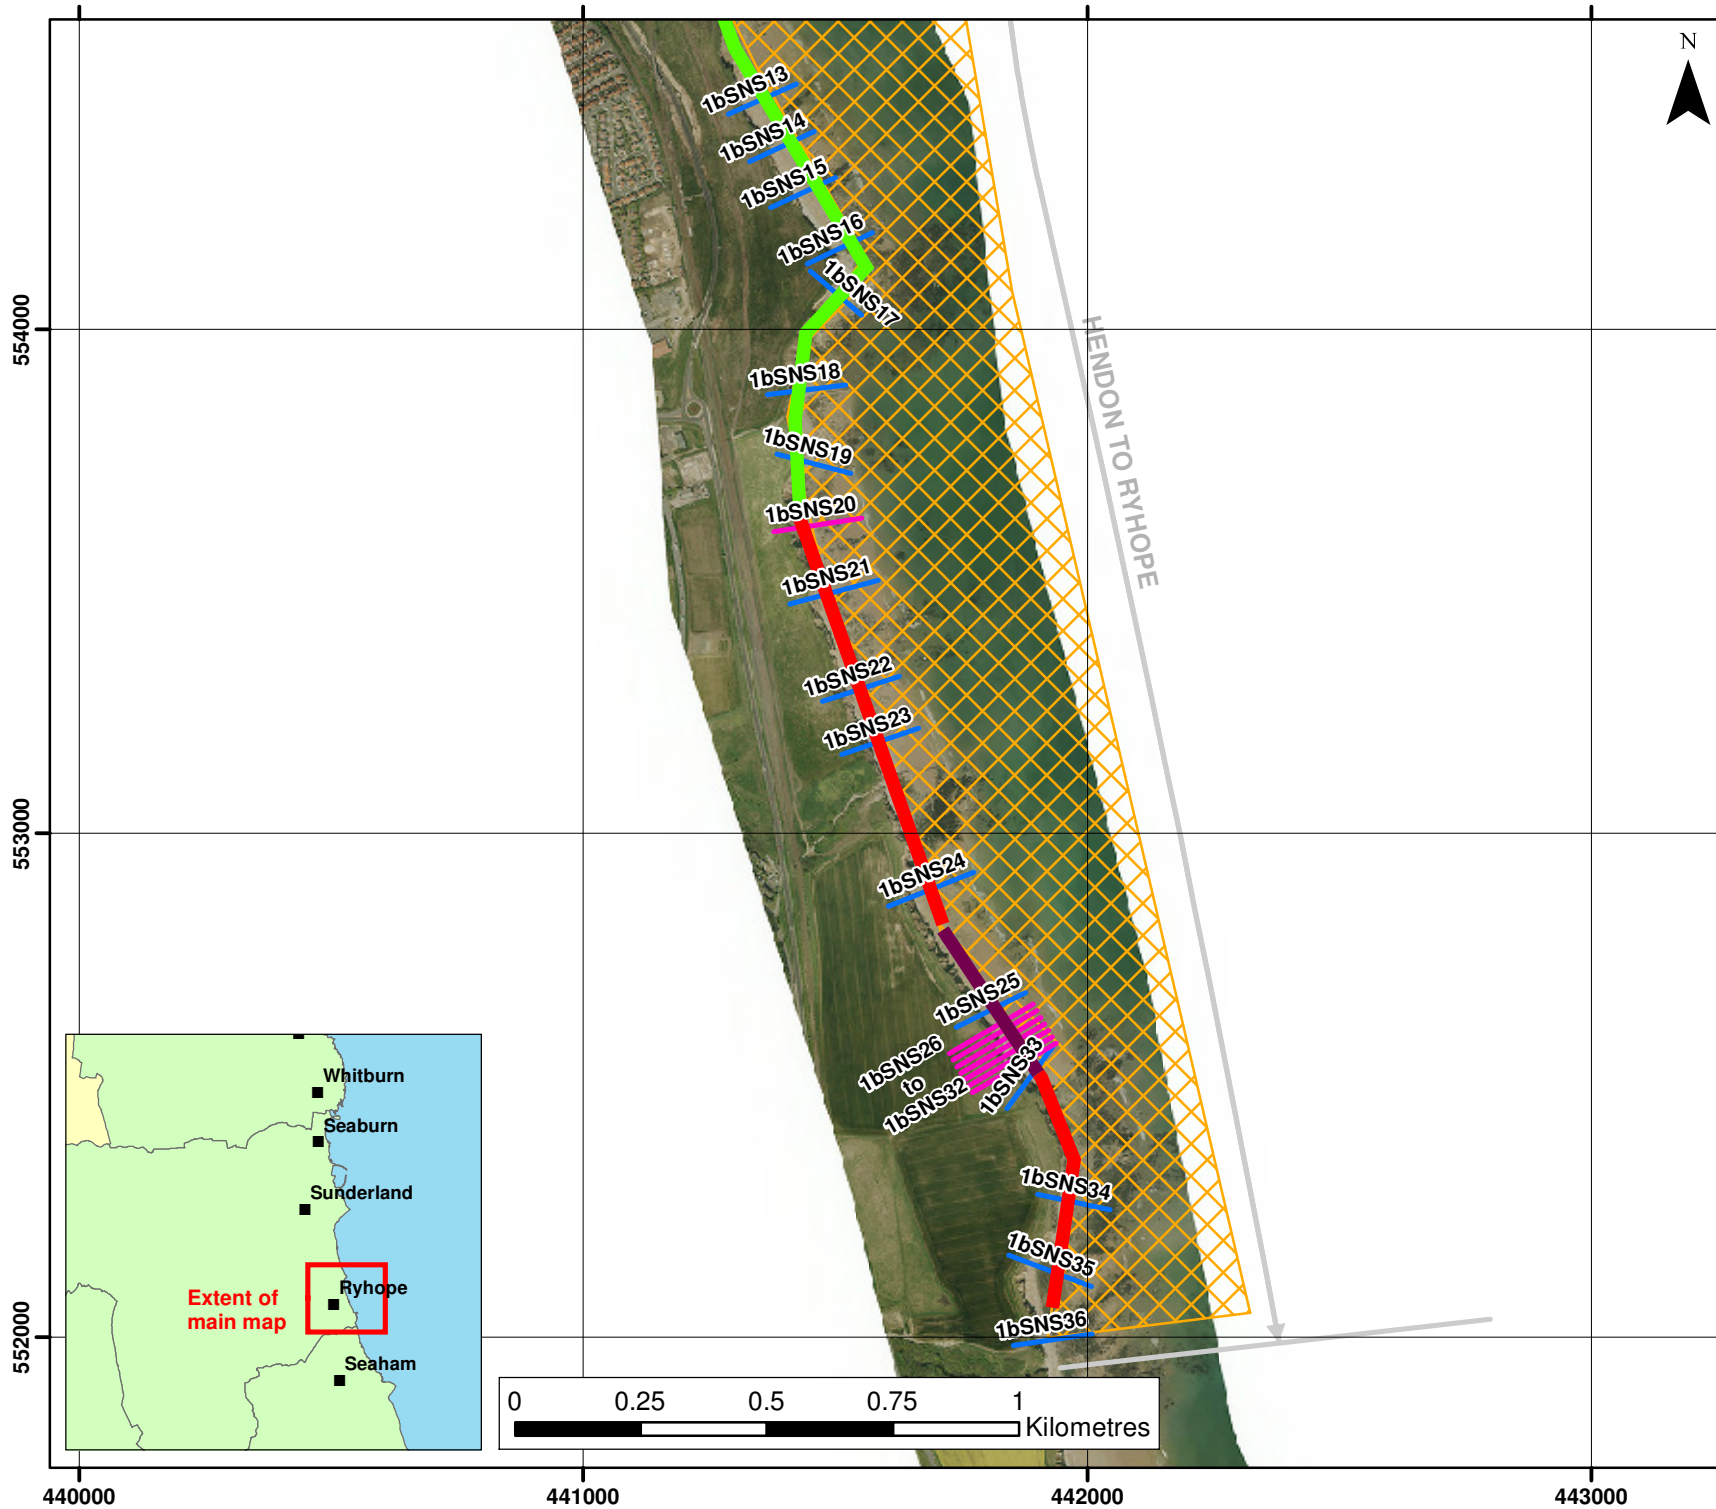 N
1bSNS13
1bSNS14
1bSNS15
1bSNS16
1bSNS17
554000
HENDON TO RYHOPE
1bSNS18
1bSNS19
1bSNS20
1bSNS21
1bSNS22
1bSNS23
553000
1bSNS24
1bSNS25
1bSNS26
to
1bSNS32
1bSNS33
1bSNS34
1bSNS35
1bSNS36
552000
Whitburn
Seaburn
Sunderland
Ryhope
Extent of
main map
Seaham
0 0.25 0.5 0.75 1
Kilometres
440000 441000 442000 443000